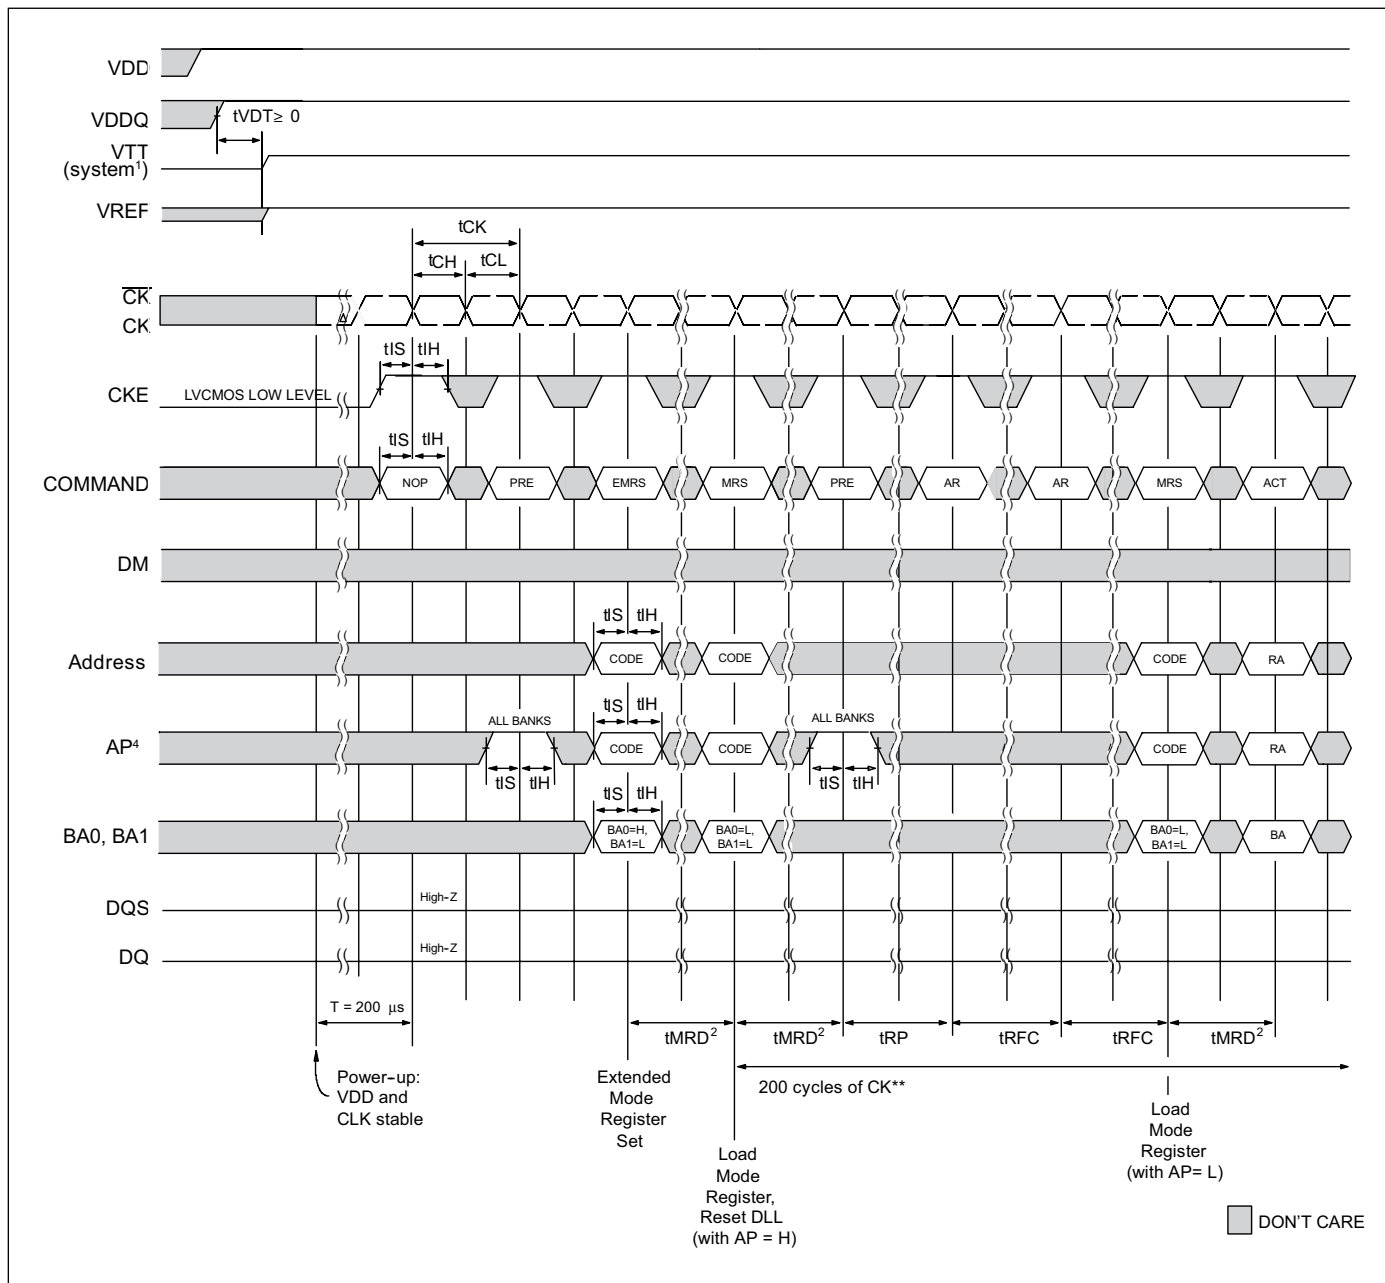 VDD
VDDQ
tVDT≥ 0
VTT
(system¹)
VREF
tCK
tCH
tCL
CK
CK
tIS
tIH
CKE
LVCMOS LOW LEVEL
tIS
tIH
COMMAND
NOP
PRE
EMRS
MRS
PRE
AR
AR
MRS
ACT
DM
tIS
tIH
Address
CODE
CODE
CODE
RA
ALL BANKS
tIS
tIH
ALL BANKS
AP⁴
CODE
CODE
CODE
RA
tIS
tIH
tIS
tIH
tIS
tIH
BA0, BA1
BA0=H,
BA1=L
BA0=L,
BA1=L
BA0=L,
BA1=L
BA
DQS
High-Z
DQ
High-Z
T = 200 μs
tMRD²
tMRD²
tRP
tRFC
tRFC
tMRD²
Power-up:
VDD and
CLK stable
Extended
Mode
Register
Set
200 cycles of CK**
Load
Mode
Register,
Reset DLL
(with AP = H)
Load
Mode
Register
(with AP= L)
DON'T CARE